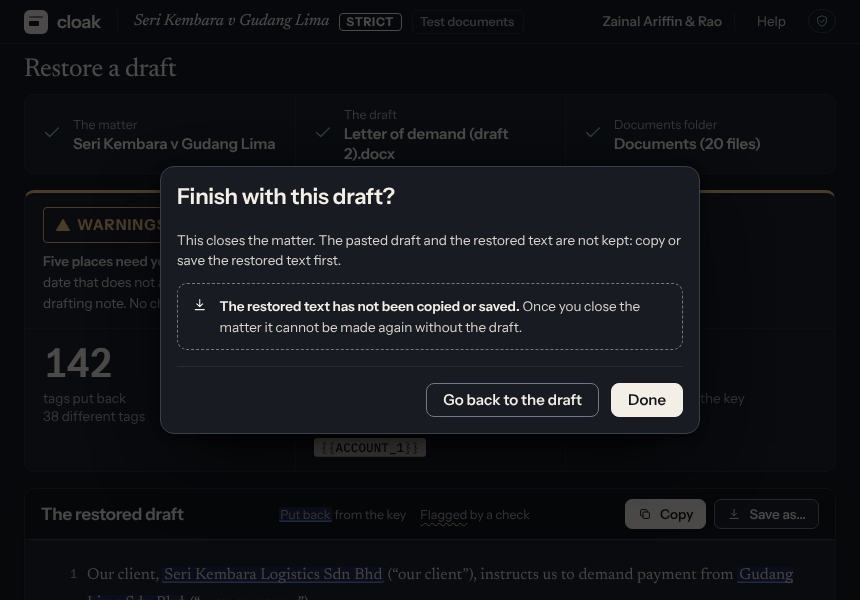 cloak
Seri Kembara v Gudang Lima
STRICT
Test documents
Zainal Ariffin & Rao
Help
Restore a draft
The matter
Seri Kembara v Gudang Lima
The draft
Letter of demand (draft
2).docx
Documents folder
Documents (20 files)
WARNINGS
Five places need
date that does not
drafting note. No
142
tags put back
38 different tags
the key
{{ACCOUNT_1}}
Finish with this draft?
This closes the matter. The pasted draft and the restored text are not kept: copy or
save the restored text first.
The restored text has not been copied or saved. Once you close the
matter it cannot be made again without the draft.
Go back to the draft
Done
The restored draft
Put back from the key
Flagged by a check
Copy
Save as…
1 Our client, Seri Kembara Logistics Sdn Bhd (“our client”), instructs us to demand payment from Gudang